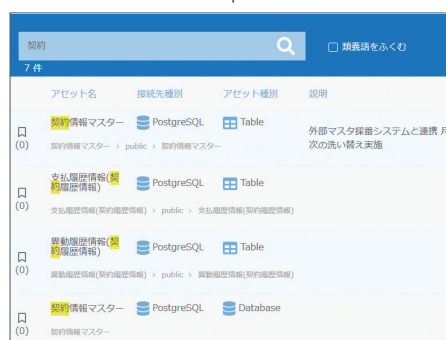 契約
類義語をふくむ
7 件
アセット名 接続先種別 アセット種別 説明
契約情報マスター PostgreSQL Table
外部マスタ採番システムと連携 月
次の洗い替え実施
(0)
契約情報マスター › public › 契約情報マスター
支払履歴情報(契
約履歴情報) PostgreSQL Table
(0)
支払履歴情報(契約履歴情報) › public › 支払履歴情報(契約履歴情報)
異動履歴情報(契
約履歴情報) PostgreSQL Table
(0)
異動履歴情報(契約履歴情報) › public › 異動履歴情報(契約履歴情報)
契約情報マスター PostgreSQL Database
(0)
契約情報マスター